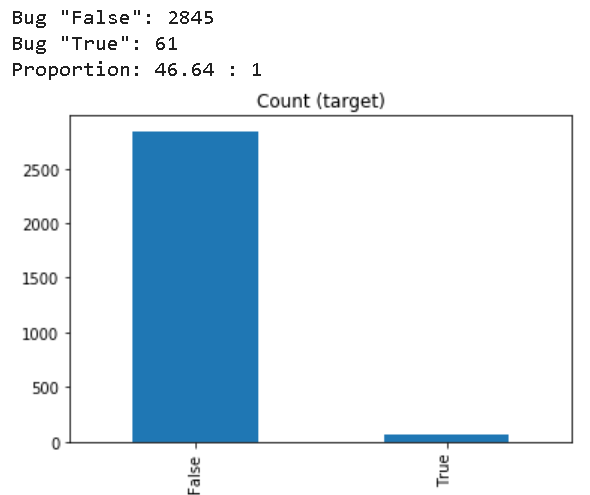 Bug "False": 2845
Bug "True": 61
Proportion: 46.64 : 1
Count (target)
2500
2000
1500
1000
500
0
False
True